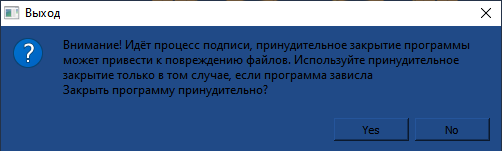 Выход
Внимание! Идёт процесс подписи, принудительное закрытие программы
может привести к повреждению файлов. Используйте принудительное
закрытие только в том случае, если программа зависла
Закрыть программу принудительно?
Yes
No